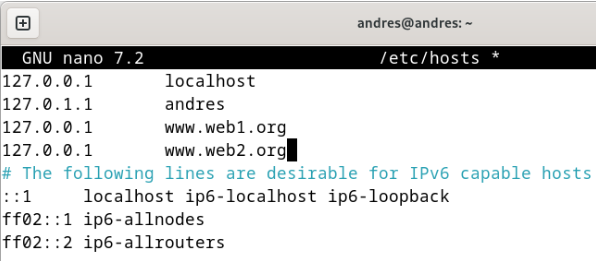 andres@andres: ~
GNU nano 7.2 /etc/hosts *
127.0.0.1 localhost
127.0.1.1 andres
127.0.0.1 www.web1.org
127.0.0.1 www.web2.org
# The following lines are desirable for IPv6 capable hosts
::1 localhost ip6-localhost ip6-loopback
ff02::1 ip6-allnodes
ff02::2 ip6-allrouters